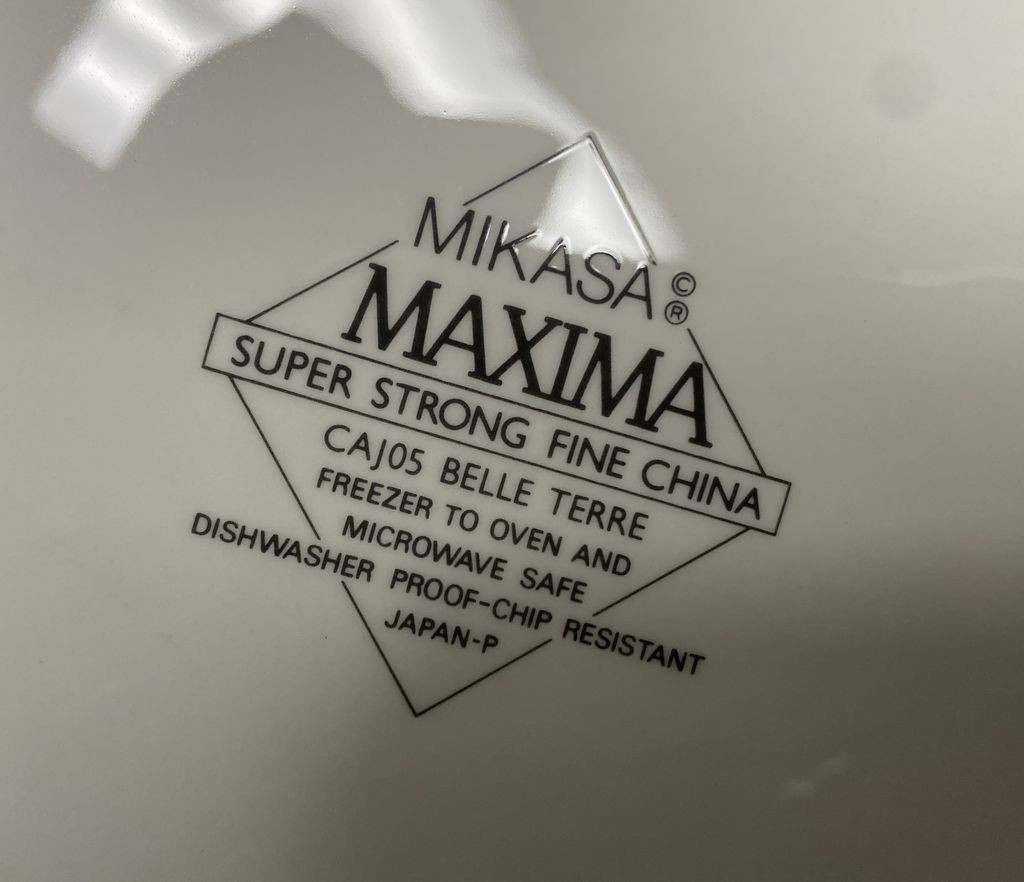 MIKASA ©
®
MAXIMA
SUPER STRONG FINE CHINA
CAJ05 BELLE TERRE
FREEZER TO OVEN AND
MICROWAVE SAFE
DISHWASHER PROOF-CHIP RESISTANT
JAPAN-P